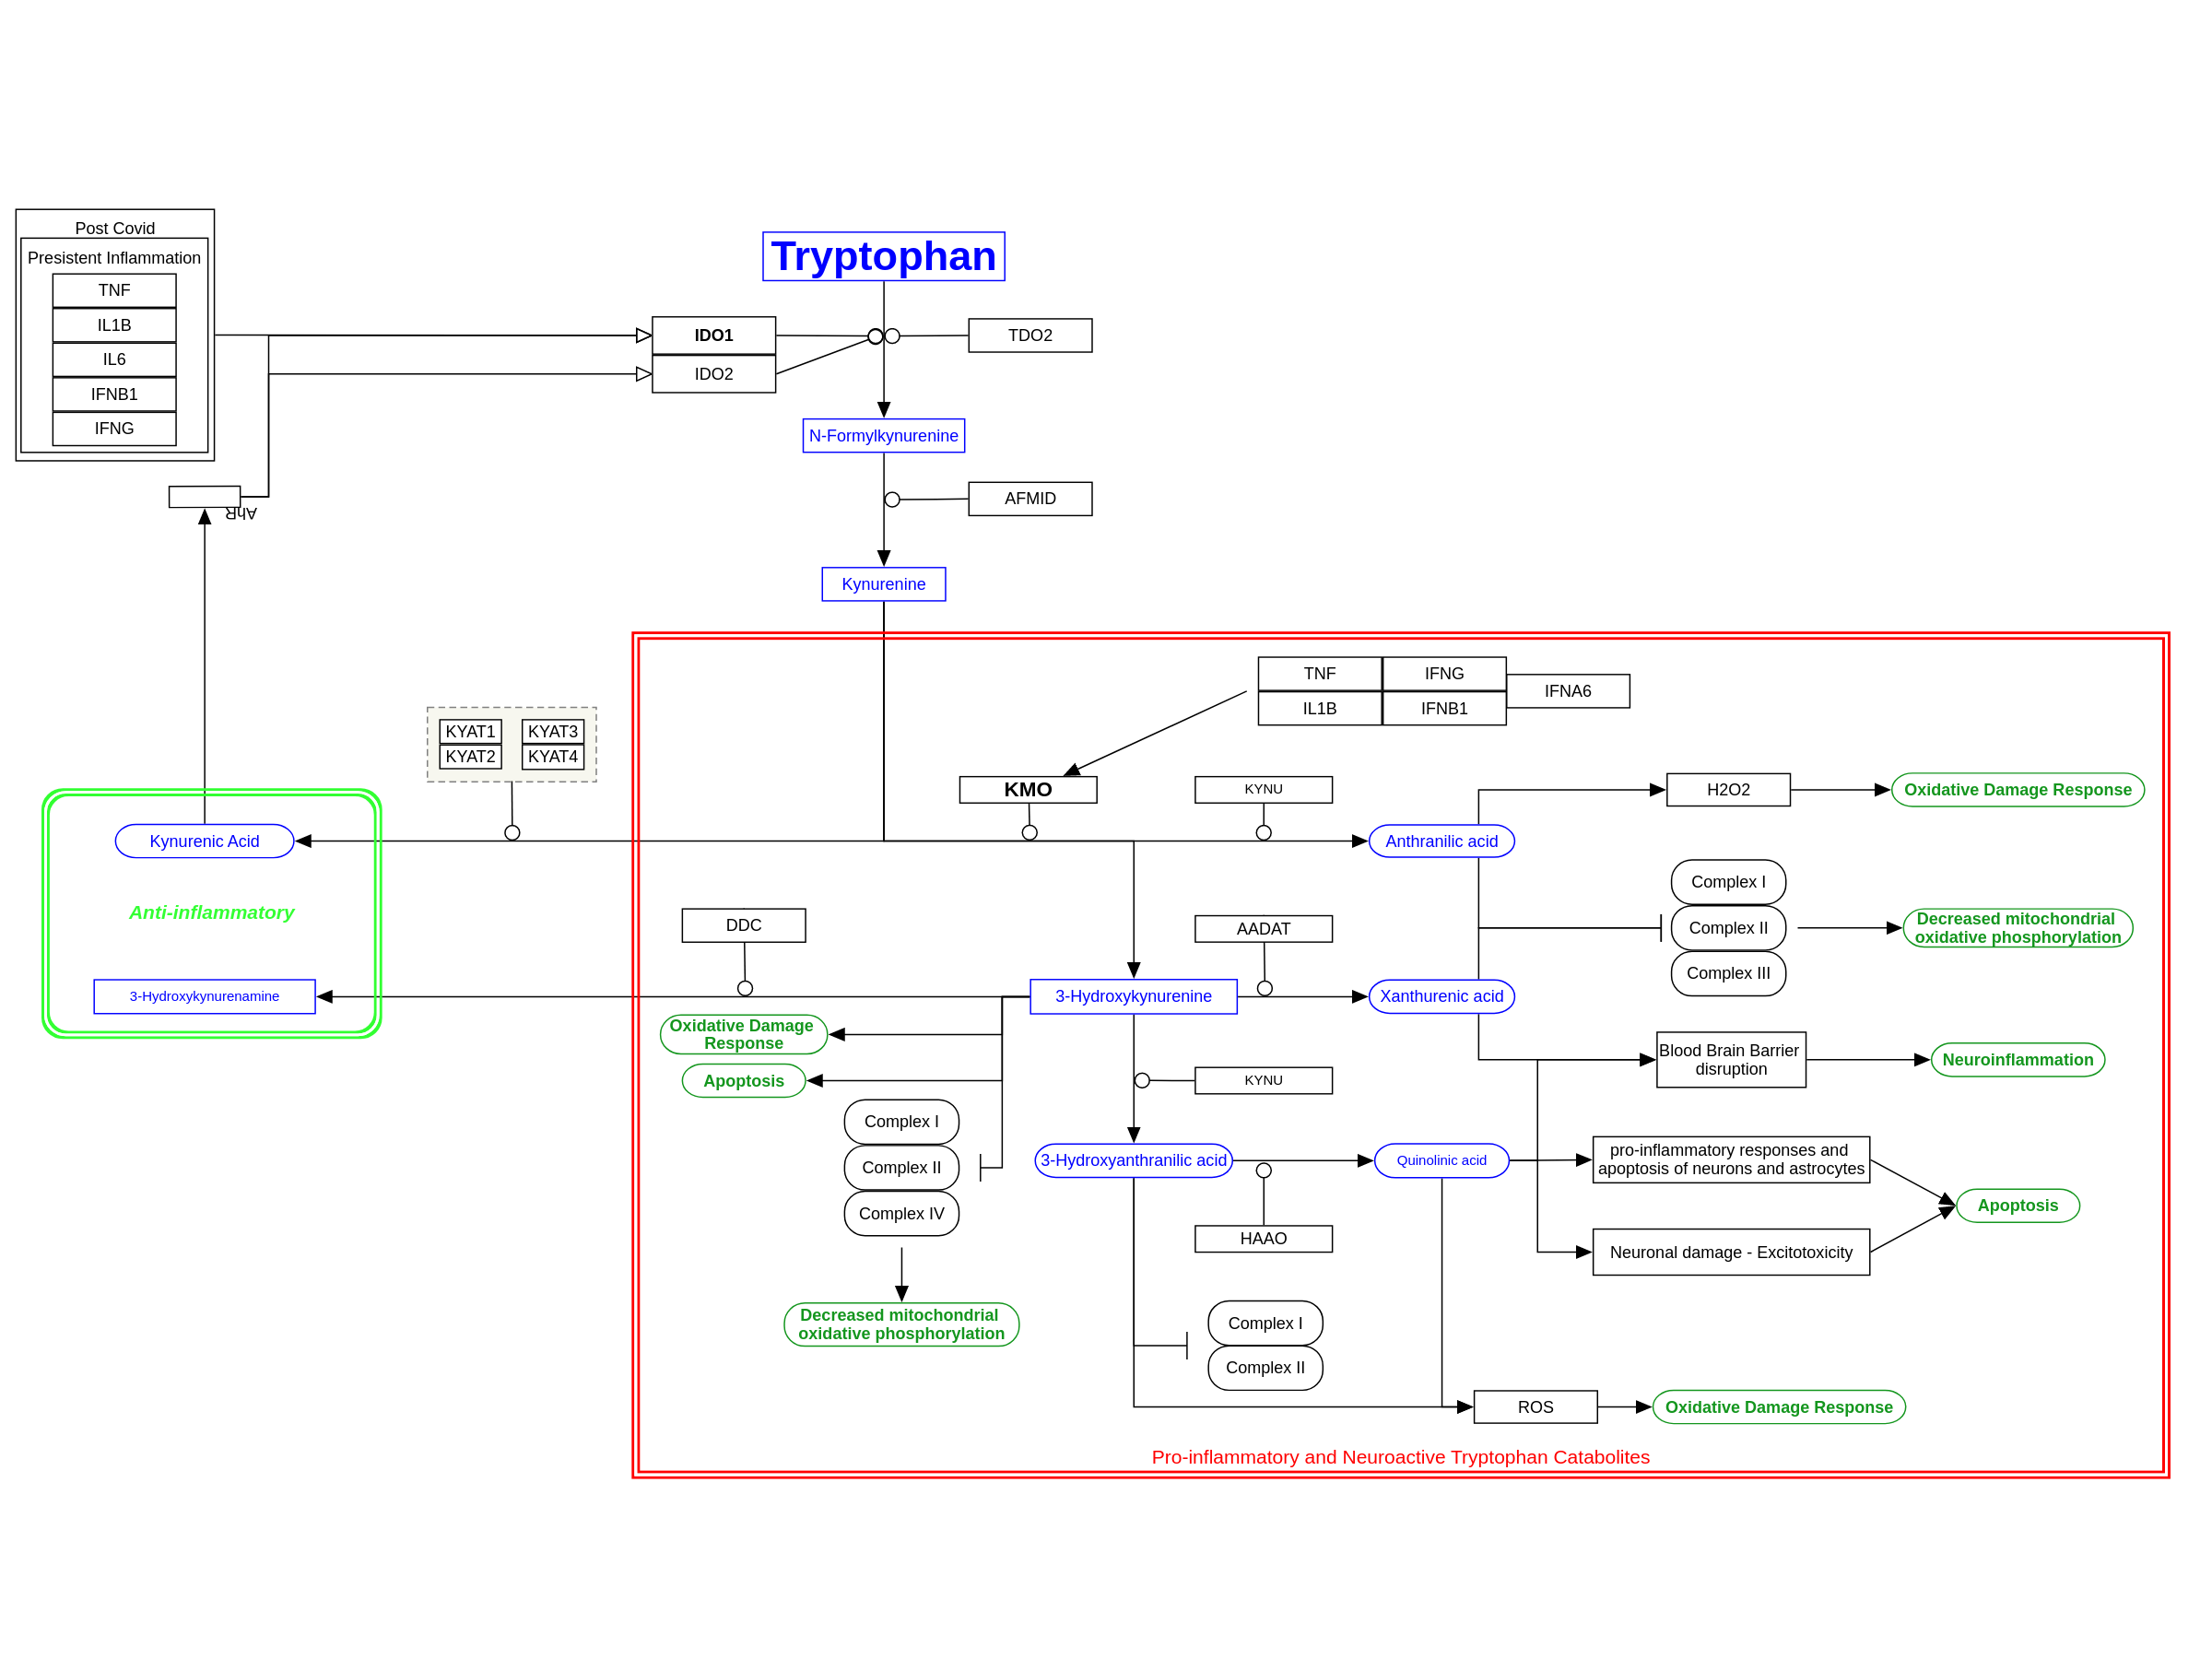 Post Covid
Presistent Inflammation
TNF
IL1B
IL6
IFNB1
IFNG
AhR
Tryptophan
IDO1
IDO2
TDO2
N-Formylkynurenine
AFMID
Kynurenine
TNF
IFNG
IFNA6
IL1B
IFNB1
KYAT1
KYAT3
KYAT2
KYAT4
KMO
KYNU
H2O2
Oxidative Damage Response
Kynurenic Acid
Anthranilic acid
Anti-inflammatory
DDC
AADAT
Complex I
Complex II
Complex III
Decreased mitochondrial
oxidative phosphorylation
3-Hydroxykynurenamine
3-Hydroxykynurenine
Xanthurenic acid
Oxidative Damage
Response
Apoptosis
KYNU
Blood Brain Barrier
disruption
Neuroinflammation
Complex I
Complex II
Complex IV
3-Hydroxyanthranilic acid
Quinolinic acid
pro-inflammatory responses and
apoptosis of neurons and astrocytes
Apoptosis
HAAO
Neuronal damage - Excitotoxicity
Decreased mitochondrial
oxidative phosphorylation
Complex I
Complex II
ROS
Oxidative Damage Response
Pro-inflammatory and Neuroactive Tryptophan Catabolites